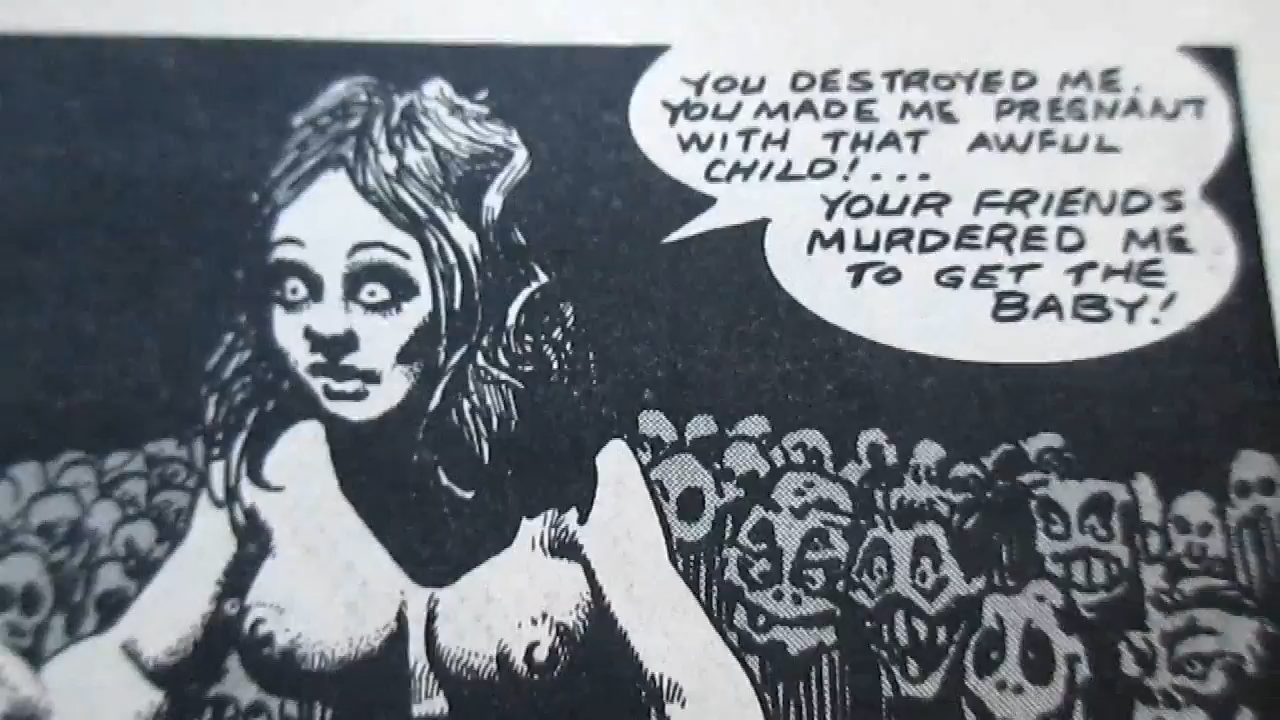 YOU DESTROYED ME.
YOU MADE ME PREGNANT
WITH THAT AWFUL
CHILD!...
YOUR FRIENDS
MURDERED ME
TO GET THE
BABY!